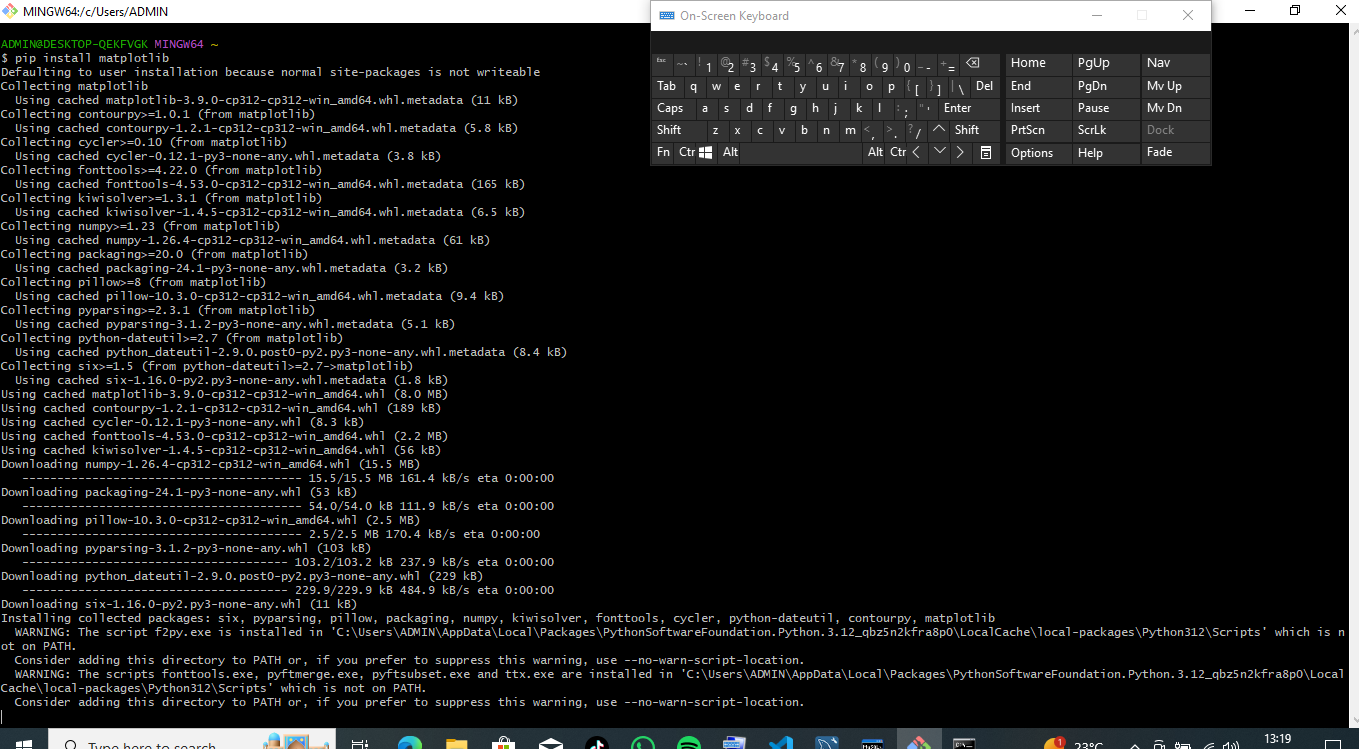 MINGW64:/c/Users/ADMIN
ADMIN@DESKTOP-QEKFVGK MINGW64 ~
$ pip install matplotlib
Defaulting to user installation because normal site-packages is not writeable
Collecting matplotlib
  Using cached matplotlib-3.9.0-cp312-cp312-win_amd64.whl.metadata (11 kB)
Collecting contourpy>=1.0.1 (from matplotlib)
  Using cached contourpy-1.2.1-cp312-cp312-win_amd64.whl.metadata (5.8 kB)
Collecting cycler>=0.10 (from matplotlib)
  Using cached cycler-0.12.1-py3-none-any.whl.metadata (3.8 kB)
Collecting fonttools>=4.22.0 (from matplotlib)
  Using cached fonttools-4.53.0-cp312-cp312-win_amd64.whl.metadata (165 kB)
Collecting kiwisolver>=1.3.1 (from matplotlib)
  Using cached kiwisolver-1.4.5-cp312-cp312-win_amd64.whl.metadata (6.5 kB)
Collecting numpy>=1.23 (from matplotlib)
  Using cached numpy-1.26.4-cp312-cp312-win_amd64.whl.metadata (61 kB)
Collecting packaging>=20.0 (from matplotlib)
  Using cached packaging-24.1-py3-none-any.whl.metadata (3.2 kB)
Collecting pillow>=8 (from matplotlib)
  Using cached pillow-10.3.0-cp312-cp312-win_amd64.whl.metadata (9.4 kB)
Collecting pyparsing>=2.3.1 (from matplotlib)
  Using cached pyparsing-3.1.2-py3-none-any.whl.metadata (5.1 kB)
Collecting python-dateutil>=2.7 (from matplotlib)
  Using cached python_dateutil-2.9.0.post0-py2.py3-none-any.whl.metadata (8.4 kB)
Collecting six>=1.5 (from python-dateutil>=2.7->matplotlib)
  Using cached six-1.16.0-py2.py3-none-any.whl.metadata (1.8 kB)
Using cached matplotlib-3.9.0-cp312-cp312-win_amd64.whl (8.0 MB)
Using cached contourpy-1.2.1-cp312-cp312-win_amd64.whl (189 kB)
Using cached cycler-0.12.1-py3-none-any.whl (8.3 kB)
Using cached fonttools-4.53.0-cp312-cp312-win_amd64.whl (2.2 MB)
Using cached kiwisolver-1.4.5-cp312-cp312-win_amd64.whl (56 kB)
Downloading numpy-1.26.4-cp312-cp312-win_amd64.whl (15.5 MB)
   ---------------------------------------- 15.5/15.5 MB 161.4 kB/s eta 0:00:00
Downloading packaging-24.1-py3-none-any.whl (53 kB)
   ---------------------------------------- 54.0/54.0 kB 111.9 kB/s eta 0:00:00
Downloading pillow-10.3.0-cp312-cp312-win_amd64.whl (2.5 MB)
   ---------------------------------------- 2.5/2.5 MB 170.4 kB/s eta 0:00:00
Downloading pyparsing-3.1.2-py3-none-any.whl (103 kB)
   -------------------------------------- 103.2/103.2 kB 237.9 kB/s eta 0:00:00
Downloading python_dateutil-2.9.0.post0-py2.py3-none-any.whl (229 kB)
   -------------------------------------- 229.9/229.9 kB 484.9 kB/s eta 0:00:00
Downloading six-1.16.0-py2.py3-none-any.whl (11 kB)
Installing collected packages: six, pyparsing, pillow, packaging, numpy, kiwisolver, fonttools, cycler, python-dateutil, contourpy, matplotlib
  WARNING: The script f2py.exe is installed in 'C:\Users\ADMIN\AppData\Local\Packages\PythonSoftwareFoundation.Python.3.12_qbz5n2kfra8p0\LocalCache\local-packages\Python312\Scripts' which is n
ot on PATH.
  Consider adding this directory to PATH or, if you prefer to suppress this warning, use --no-warn-script-location.
  WARNING: The scripts fonttools.exe, pyftmerge.exe, pyftsubset.exe and ttx.exe are installed in 'C:\Users\ADMIN\AppData\Local\Packages\PythonSoftwareFoundation.Python.3.12_qbz5n2kfra8p0\Local
Cache\local-packages\Python312\Scripts' which is not on PATH.
  Consider adding this directory to PATH or, if you prefer to suppress this warning, use --no-warn-script-location.
On-Screen Keyboard
Esc ~ ` ! 1 @ 2 # 3 $ 4 % 5 ^ 6 & 7 * 8 ( 9 ) 0 _ - + = Home PgUp Nav
Tab q w e r t y u i o p { [ } ] | \ Del End PgDn Mv Up
Caps a s d f g h j k l : ; " ' Enter Insert Pause Mv Dn
Shift z x c v b n m < , > . ? / Shift PrtScn ScrLk Dock
Fn Ctr Alt Alt Ctr Options Help Fade
Type here to search
1
23°C
13:19